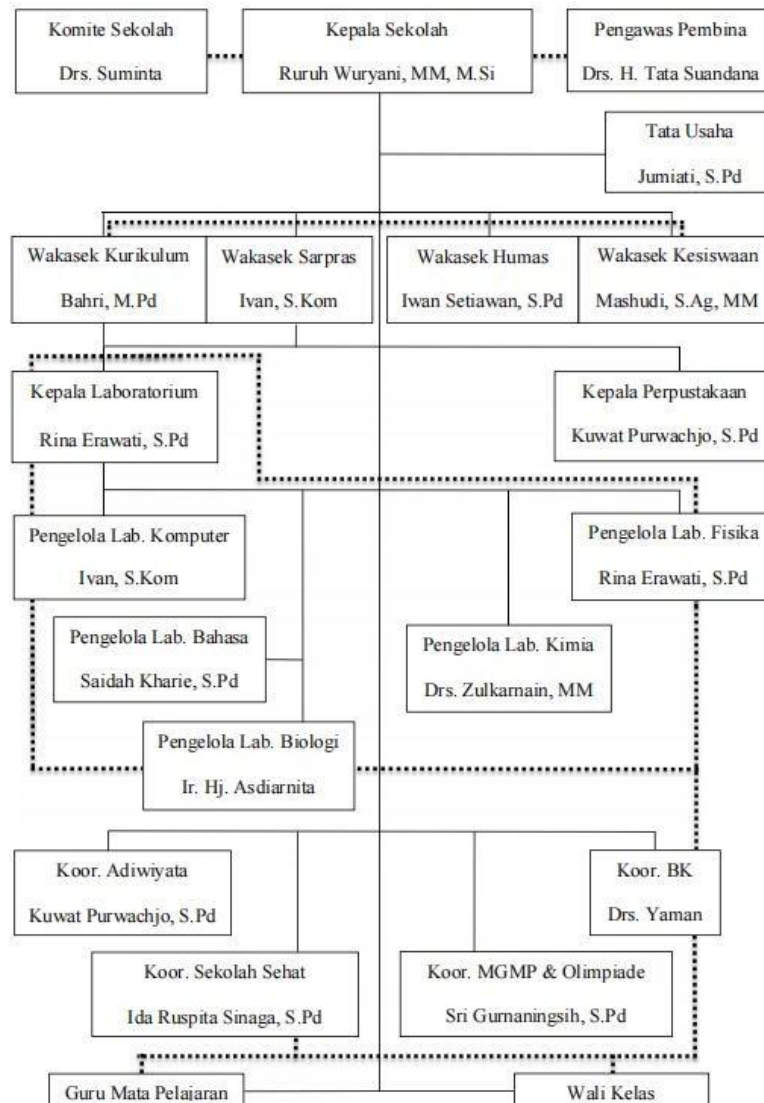 Komite Sekolah
Drs. Suminta
Kepala Sekolah
Ruruh Wuryani, MM, M.Si
Pengawas Pembina
Drs. H. Tata Suandana
Tata Usaha
Jumiati, S.Pd
Wakasek Kurikulum
Bahri, M.Pd
Wakasek Sarpras
Ivan, S.Kom
Wakasek Humas
Iwan Setiawan, S.Pd
Wakasek Kesiswaan
Mashudi, S.Ag, MM
Kepala Laboratorium
Rina Erawati, S.Pd
Kepala Perpustakaan
Kuwat Purwachjo, S.Pd
Pengelola Lab. Komputer
Ivan, S.Kom
Pengelola Lab. Fisika
Rina Erawati, S.Pd
Pengelola Lab. Bahasa
Saidah Kharie, S.Pd
Pengelola Lab. Kimia
Drs. Zulkarnain, MM
Pengelola Lab. Biologi
Ir. Hj. Asdiarnita
Koor. Adiwiyata
Kuwat Purwachjo, S.Pd
Koor. BK
Drs. Yaman
Koor. Sekolah Sehat
Ida Ruspita Sinaga, S.Pd
Koor. MGMP & Olimpiade
Sri Gurnaningsih, S.Pd
Guru Mata Pelajaran
Wali Kelas